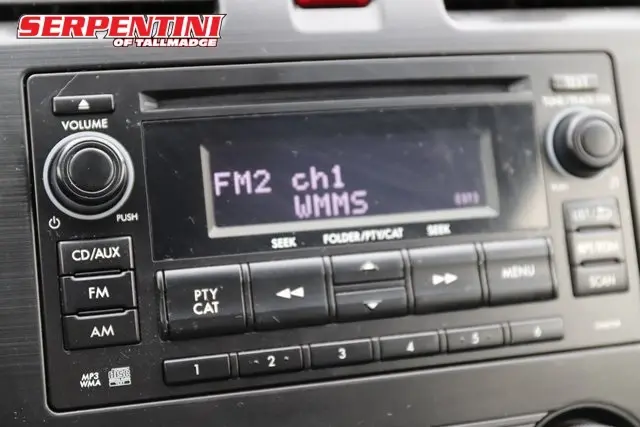 SERPENTINI
OF TALLMADGE
VOLUME
PUSH
TEXT
FM2 ch1
WMMS
SEEK FOLDER/PTY/CAT SEEK
CD/AUX
FM
AM
PTY
CAT
MENU
SCAN
1 2 3 4 5 6
MP3
WMA